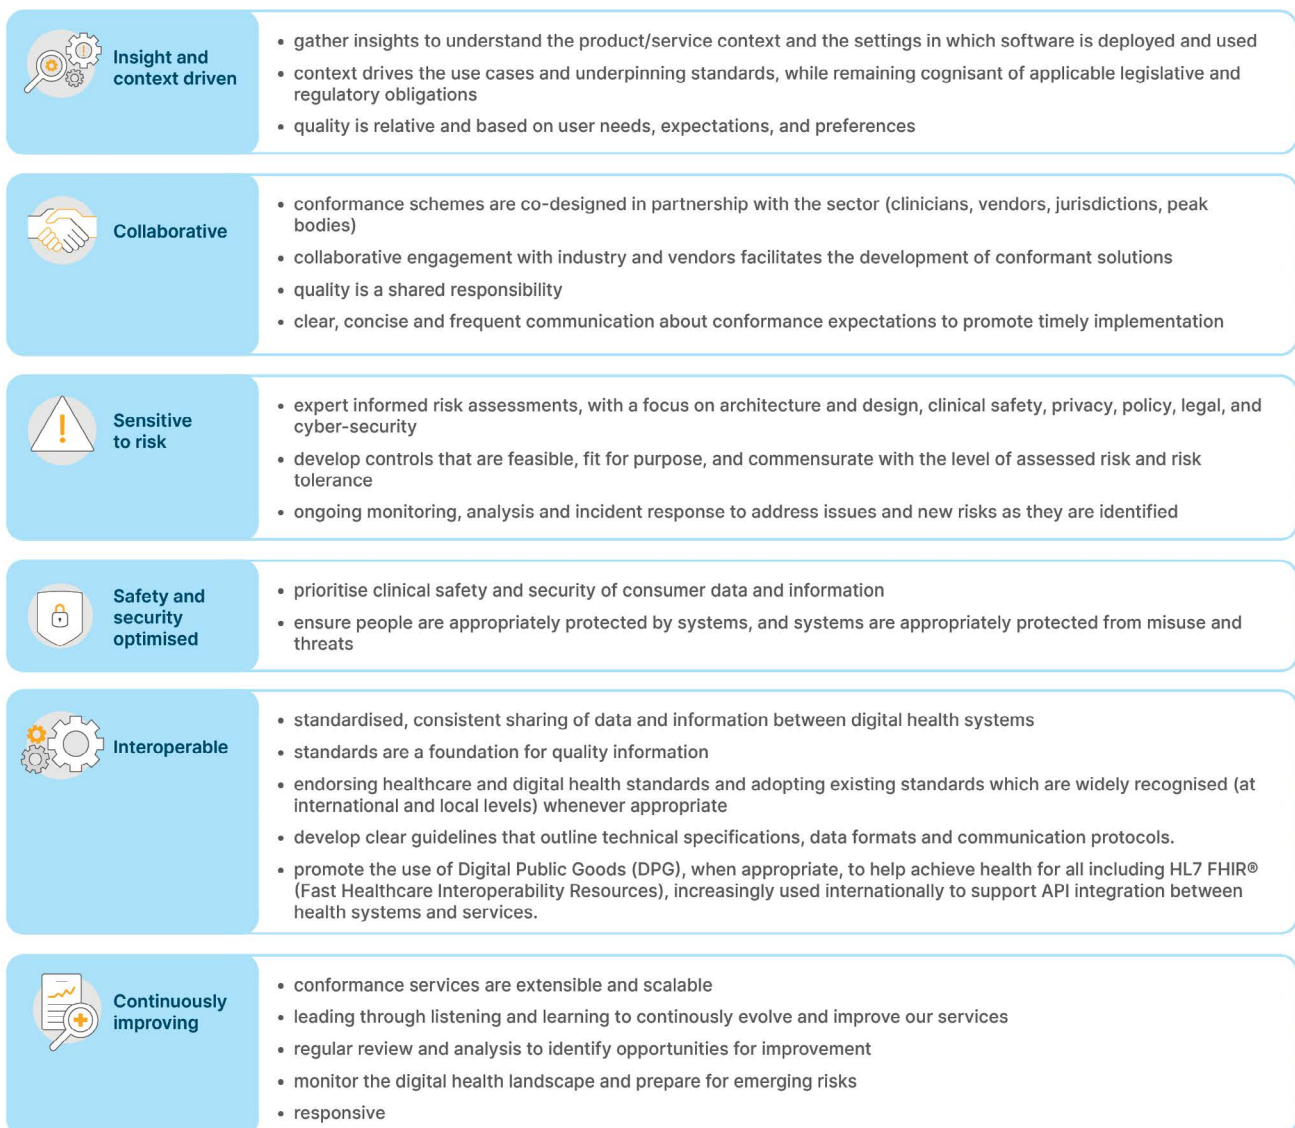 Insight and
context driven
• gather insights to understand the product/service context and the settings in which software is deployed and used
• context drives the use cases and underpinning standards, while remaining cognisant of applicable legislative and
regulatory obligations
• quality is relative and based on user needs, expectations, and preferences
Collaborative
• conformance schemes are co-designed in partnership with the sector (clinicians, vendors, jurisdictions, peak
bodies)
• collaborative engagement with industry and vendors facilitates the development of conformant solutions
• quality is a shared responsibility
• clear, concise and frequent communication about conformance expectations to promote timely implementation
Sensitive
to risk
• expert informed risk assessments, with a focus on architecture and design, clinical safety, privacy, policy, legal, and
cyber-security
• develop controls that are feasible, fit for purpose, and commensurate with the level of assessed risk and risk
tolerance
• ongoing monitoring, analysis and incident response to address issues and new risks as they are identified
Safety and
security
optimised
• prioritise clinical safety and security of consumer data and information
• ensure people are appropriately protected by systems, and systems are appropriately protected from misuse and
threats
Interoperable
• standardised, consistent sharing of data and information between digital health systems
• standards are a foundation for quality information
• endorsing healthcare and digital health standards and adopting existing standards which are widely recognised (at
international and local levels) whenever appropriate
• develop clear guidelines that outline technical specifications, data formats and communication protocols.
• promote the use of Digital Public Goods (DPG), when appropriate, to help achieve health for all including HL7 FHIR®
(Fast Healthcare Interoperability Resources), increasingly used internationally to support API integration between
health systems and services.
Continuously
improving
• conformance services are extensible and scalable
• leading through listening and learning to continously evolve and improve our services
• regular review and analysis to identify opportunities for improvement
• monitor the digital health landscape and prepare for emerging risks
• responsive